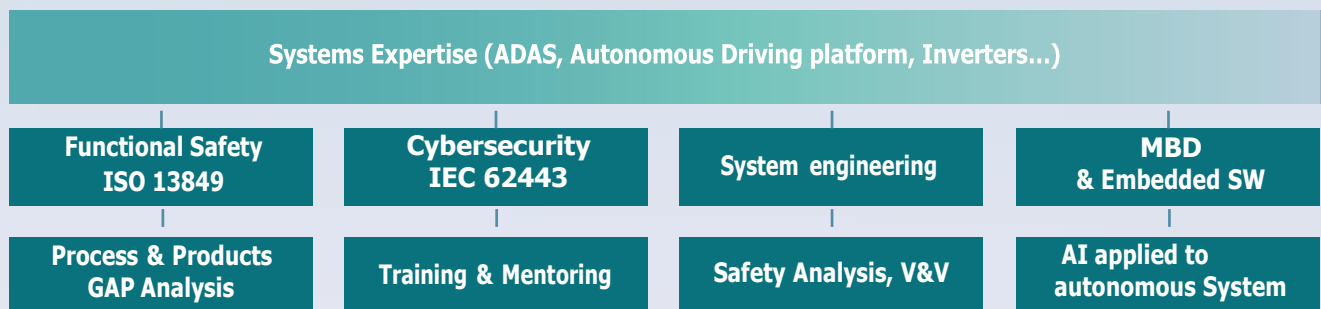 Systems Expertise (ADAS, Autonomous Driving platform, Inverters...)
Functional Safety
ISO 13849
Cybersecurity
IEC 62443
System engineering
MBD
& Embedded SW
Process & Products
GAP Analysis
Training & Mentoring
Safety Analysis, V&V
AI applied to
autonomous System